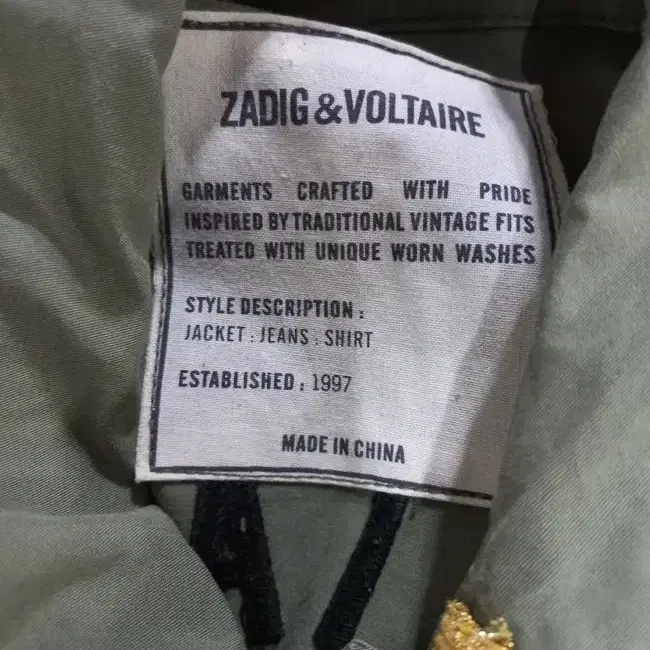 ZADIG & VOLTAIRE
GARMENTS CRAFTED WITH PRIDE
INSPIRED BY TRADITIONAL VINTAGE FITS
TREATED WITH UNIQUE WORN WASHES
STYLE DESCRIPTION :
JACKET : JEANS : SHIRT
ESTABLISHED : 1997
MADE IN CHINA